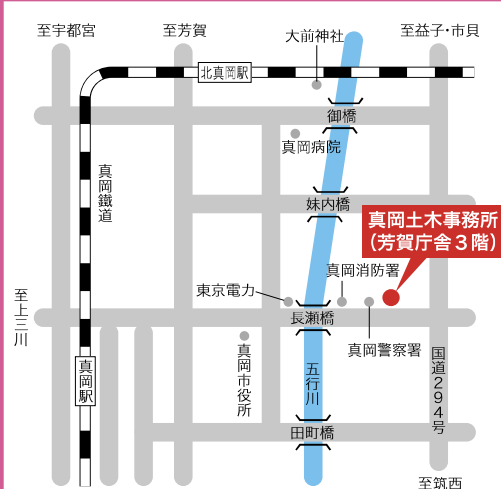 至宇都宮
至芳賀
大前神社
至益子・市貝
北真岡駅
御橋
真岡病院
真岡鐵道
妹内橋
真岡土木事務所
(芳賀庁舎3階)
真岡消防署
東京電力
至上三川
長瀬橋
真岡警察署
真岡市役所
国道294号
真岡駅
五行川
田町橋
至筑西